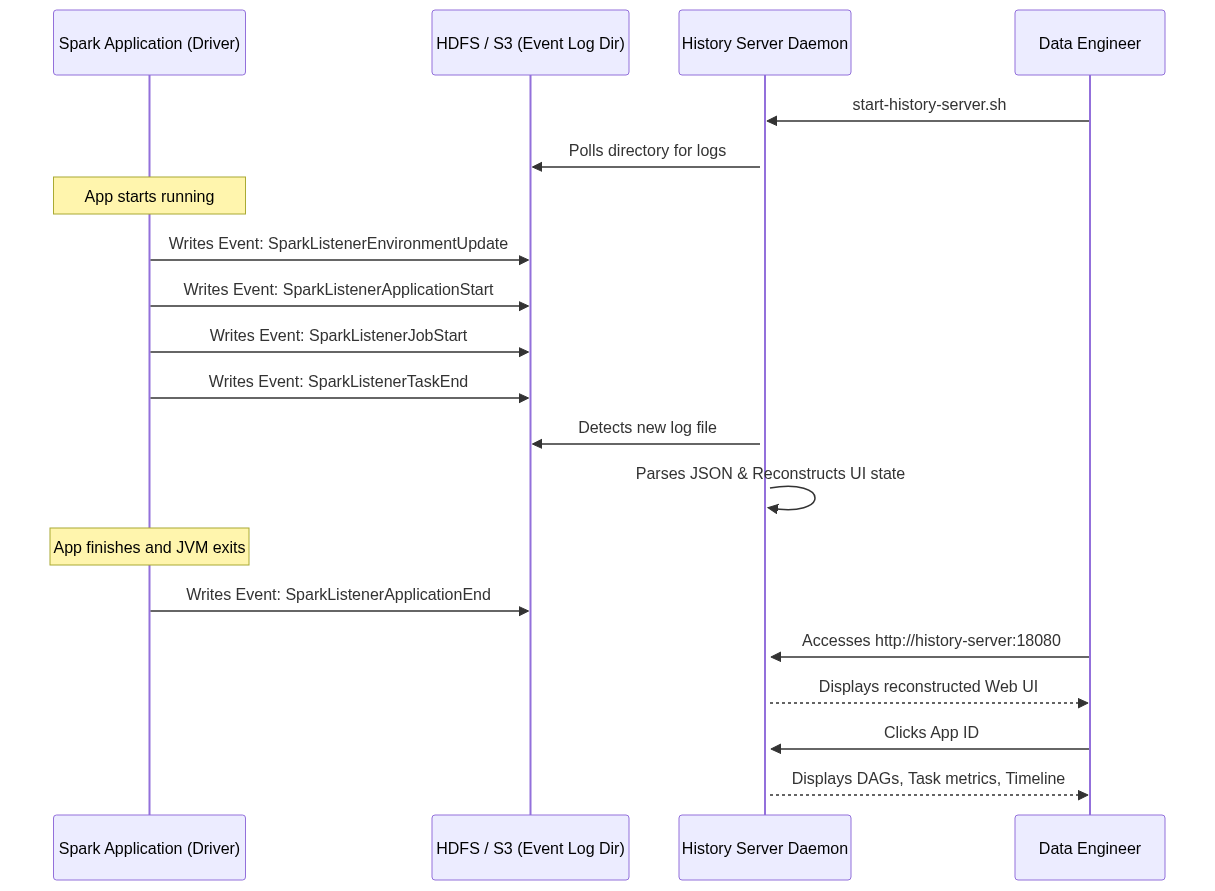 Spark Application (Driver)
HDFS / S3 (Event Log Dir)
History Server Daemon
Data Engineer
start-history-server.sh
Polls directory for logs
App starts running
Writes Event: SparkListenerEnvironmentUpdate
Writes Event: SparkListenerApplicationStart
Writes Event: SparkListenerJobStart
Writes Event: SparkListenerTaskEnd
Detects new log file
Parses JSON & Reconstructs UI state
App finishes and JVM exits
Writes Event: SparkListenerApplicationEnd
Accesses http://history-server:18080
Displays reconstructed Web UI
Clicks App ID
Displays DAGs, Task metrics, Timeline
Spark Application (Driver)
HDFS / S3 (Event Log Dir)
History Server Daemon
Data Engineer